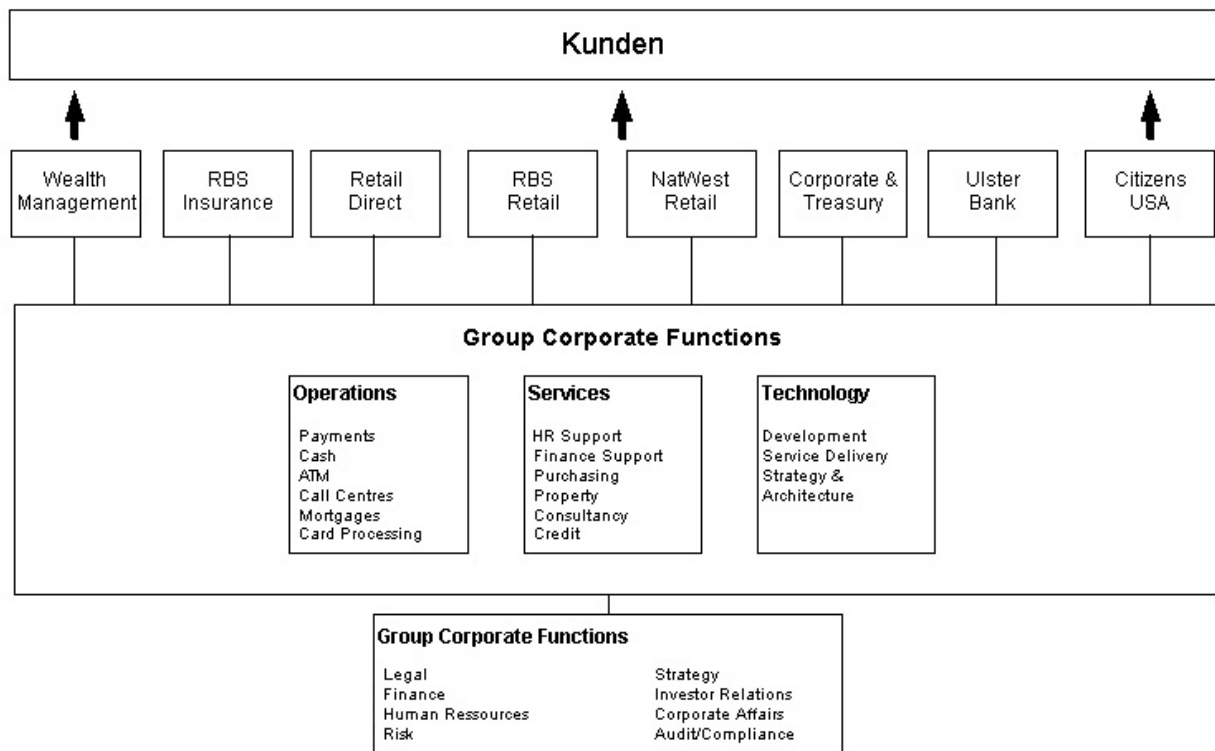 Kunden
Wealth
Management
RBS
Insurance
Retail
Direct
RBS
Retail
NatWest
Retail
Corporate &
Treasury
Ulster
Bank
Citizens
USA
Group Corporate Functions
Operations
Payments
Cash
ATM
Call Centres
Mortgages
Card Processing
Services
HR Support
Finance Support
Purchasing
Property
Consultancy
Credit
Technology
Development
Service Delivery
Strategy &
Architecture
Group Corporate Functions
Legal
Finance
Human Ressources
Risk
Strategy
Investor Relations
Corporate Affairs
Audit/Compliance